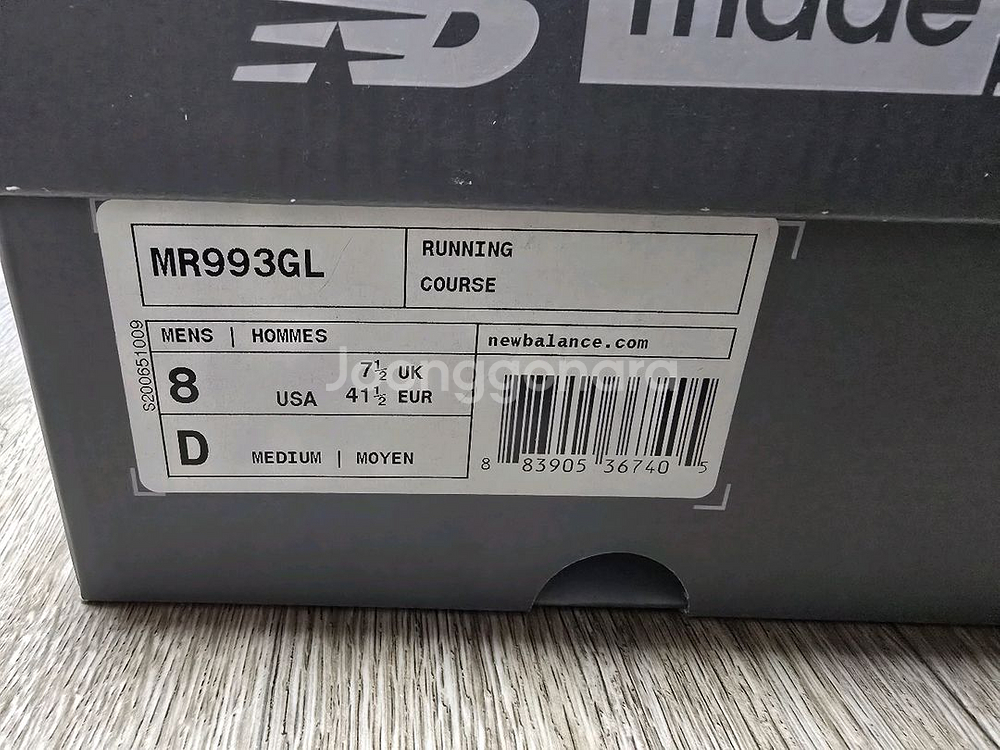 made
MR993GL
RUNNING
COURSE
S200651009
MENS | HOMMES
newbalance.com
8 USA
7½ UK
41½ EUR
D MEDIUM | MOYEN
8 83905 36740 5
Joonggonara